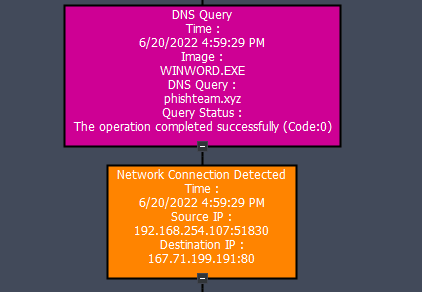 DNS Query
Time :
6/20/2022 4:59:29 PM
Image :
WINWORD.EXE
DNS Query :
phishteam.xyz
Query Status :
The operation completed successfully (Code:0)
Network Connection Detected
Time :
6/20/2022 4:59:29 PM
Source IP :
192.168.254.107:51830
Destination IP :
167.71.199.191:80